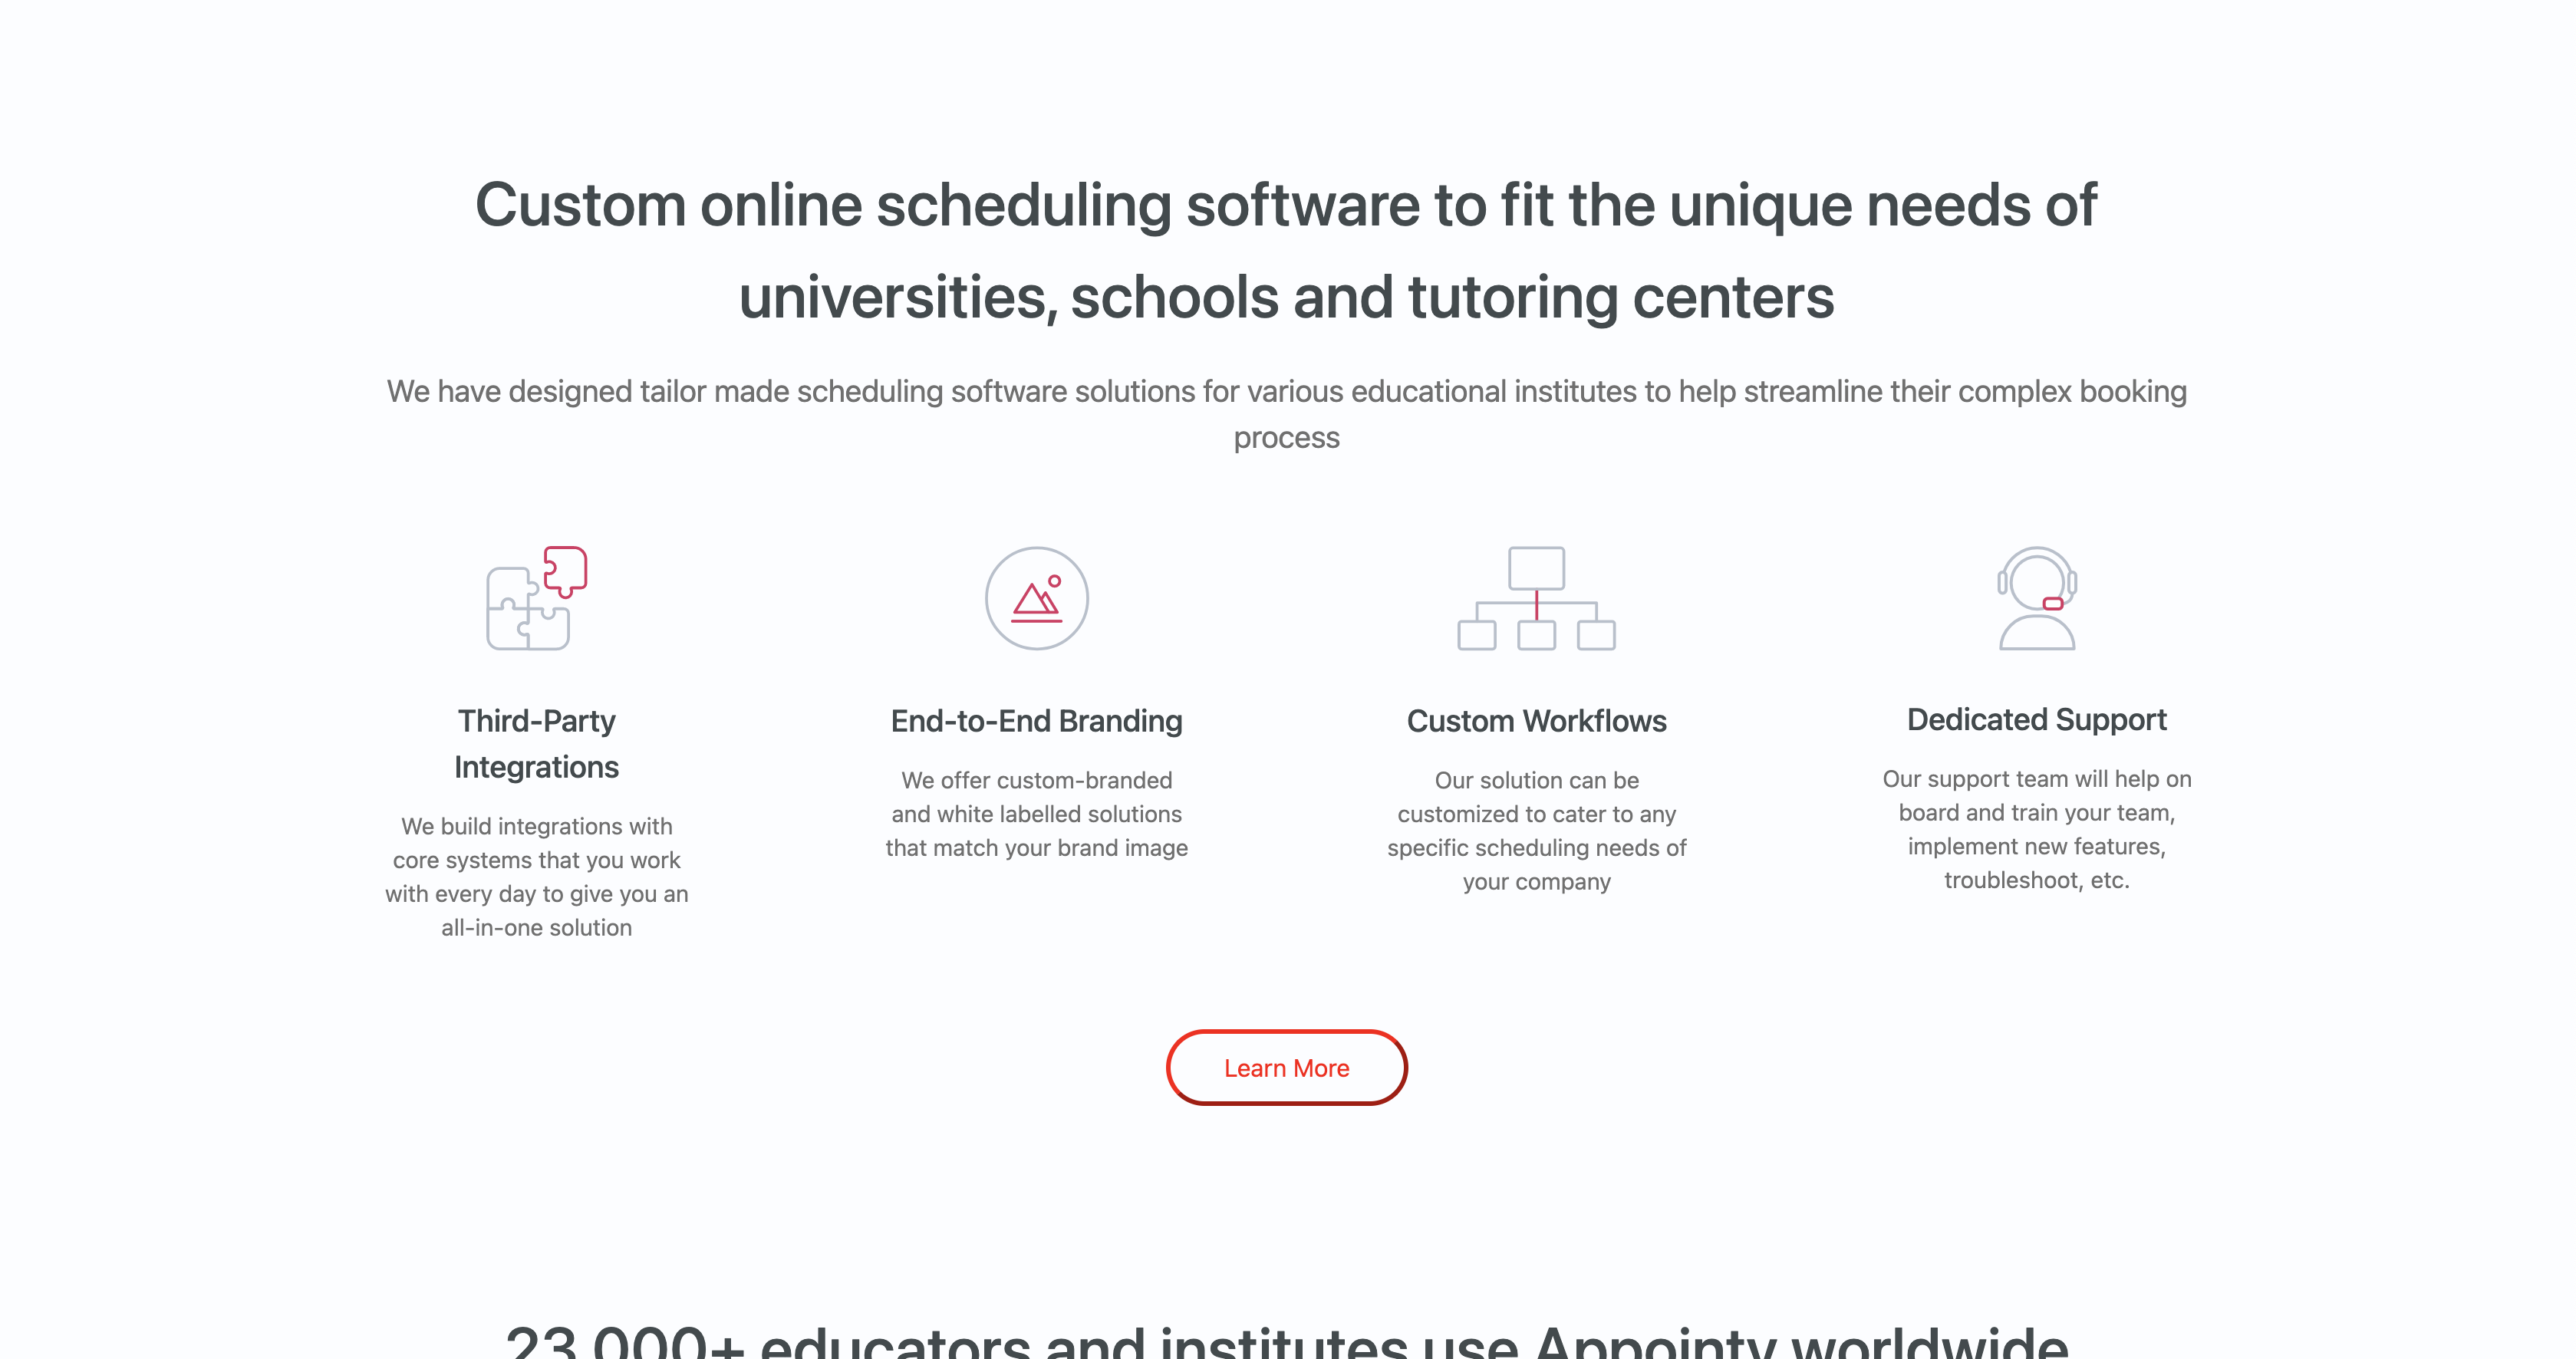 Custom online scheduling software to fit the unique needs of
universities, schools and tutoring centers
We have designed tailor made scheduling software solutions for various educational institutes to help streamline their complex booking
process
Third-Party
Integrations
We build integrations with
core systems that you work
with every day to give you an
all-in-one solution
End-to-End Branding
We offer custom-branded
and white labelled solutions
that match your brand image
Custom Workflows
Our solution can be
customized to cater to any
specific scheduling needs of
your company
Dedicated Support
Our support team will help on
board and train your team,
implement new features,
troubleshoot, etc.
Learn More
23,000+ educators and institutes use Appointy worldwide